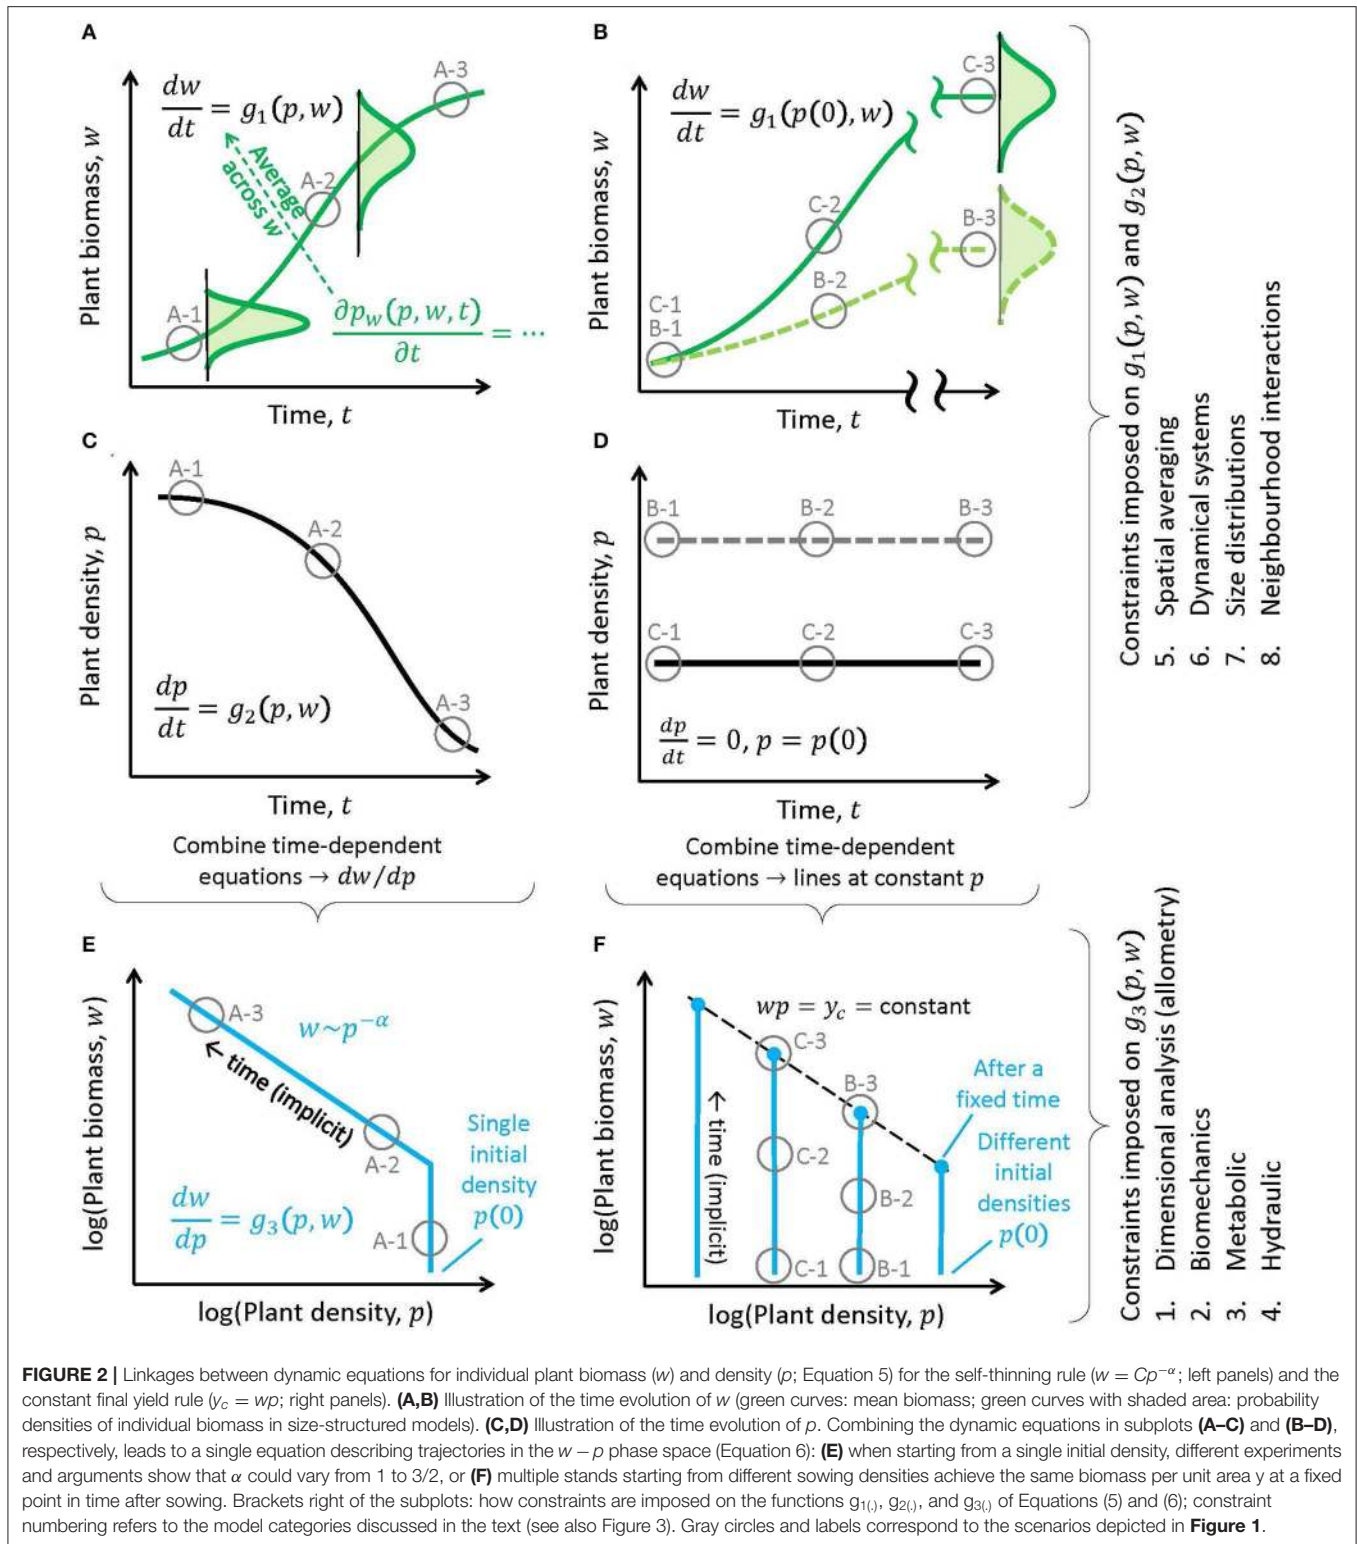 A
dw/dt = g₁(p, w)
A-3
A-2
Average
across w
A-1
∂p_w(p, w, t)/∂t = ⋯
Plant biomass, w
Time, t
B
dw/dt = g₁(p(0), w)
C-3
C-2
B-3
B-2
C-1
B-1
Plant biomass, w
Time, t
C
A-1
A-2
A-3
dp/dt = g₂(p, w)
Plant density, p
Time, t
D
B-1
B-2
B-3
C-1
C-2
C-3
dp/dt = 0, p = p(0)
Plant density, p
Time, t
Constraints imposed on g₁(p, w) and g₂(p, w)
5. Spatial averaging
6. Dynamical systems
7. Size distributions
8. Neighbourhood interactions
Combine time-dependent
equations → dw/dp
Combine time-dependent
equations → lines at constant p
E
A-3
w~p^−α
← time (implicit)
A-2
Single
initial
density
p(0)
dw/dp = g₃(p, w)
A-1
log(Plant biomass, w)
log(Plant density, p)
F
wp = y_c = constant
C-3
B-3
After a
fixed time
← time (implicit)
C-2
Different
initial
densities
p(0)
B-2
C-1
B-1
log(Plant biomass, w)
log(Plant density, p)
Constraints imposed on g₃(p, w)
1. Dimensional analysis (allometry)
2. Biomechanics
3. Metabolic
4. Hydraulic
FIGURE 2 | Linkages between dynamic equations for individual plant biomass (w) and density (p; Equation 5) for the self-thinning rule (w = Cp^−α; left panels) and the
constant final yield rule (y_c = wp; right panels). (A,B) Illustration of the time evolution of w (green curves: mean biomass; green curves with shaded area: probability
densities of individual biomass in size-structured models). (C,D) Illustration of the time evolution of p. Combining the dynamic equations in subplots (A–C) and (B–D),
respectively, leads to a single equation describing trajectories in the w − p phase space (Equation 6): (E) when starting from a single initial density, different experiments
and arguments show that α could vary from 1 to 3/2, or (F) multiple stands starting from different sowing densities achieve the same biomass per unit area y at a fixed
point in time after sowing. Brackets right of the subplots: how constraints are imposed on the functions g₁₍.₎, g₂₍.₎, and g₃₍.₎ of Equations (5) and (6); constraint
numbering refers to the model categories discussed in the text (see also Figure 3). Gray circles and labels correspond to the scenarios depicted in Figure 1.